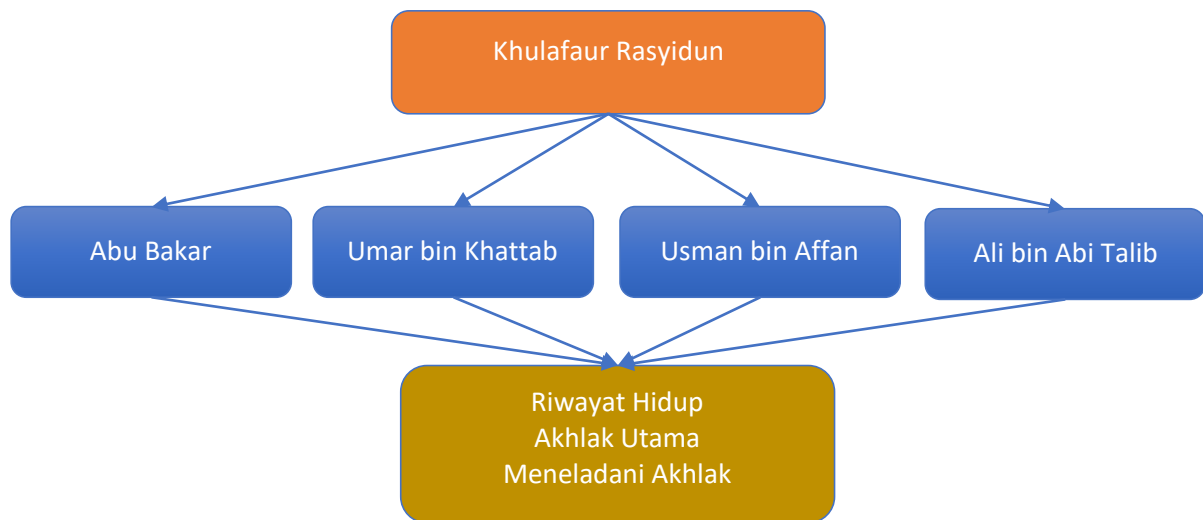 Khulafaur Rasyidun
Abu Bakar
Umar bin Khattab
Usman bin Affan
Ali bin Abi Talib
Riwayat Hidup
Akhlak Utama
Meneladani Akhlak